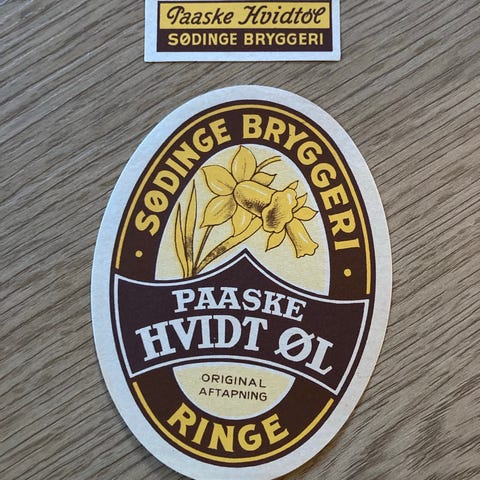 Paaske Hvidtøl
SØDINGE BRYGGERI
SØDINGE BRYGGERI
PAASKE
HVIDT ØL
ORIGINAL
AFTAPNING
RINGE